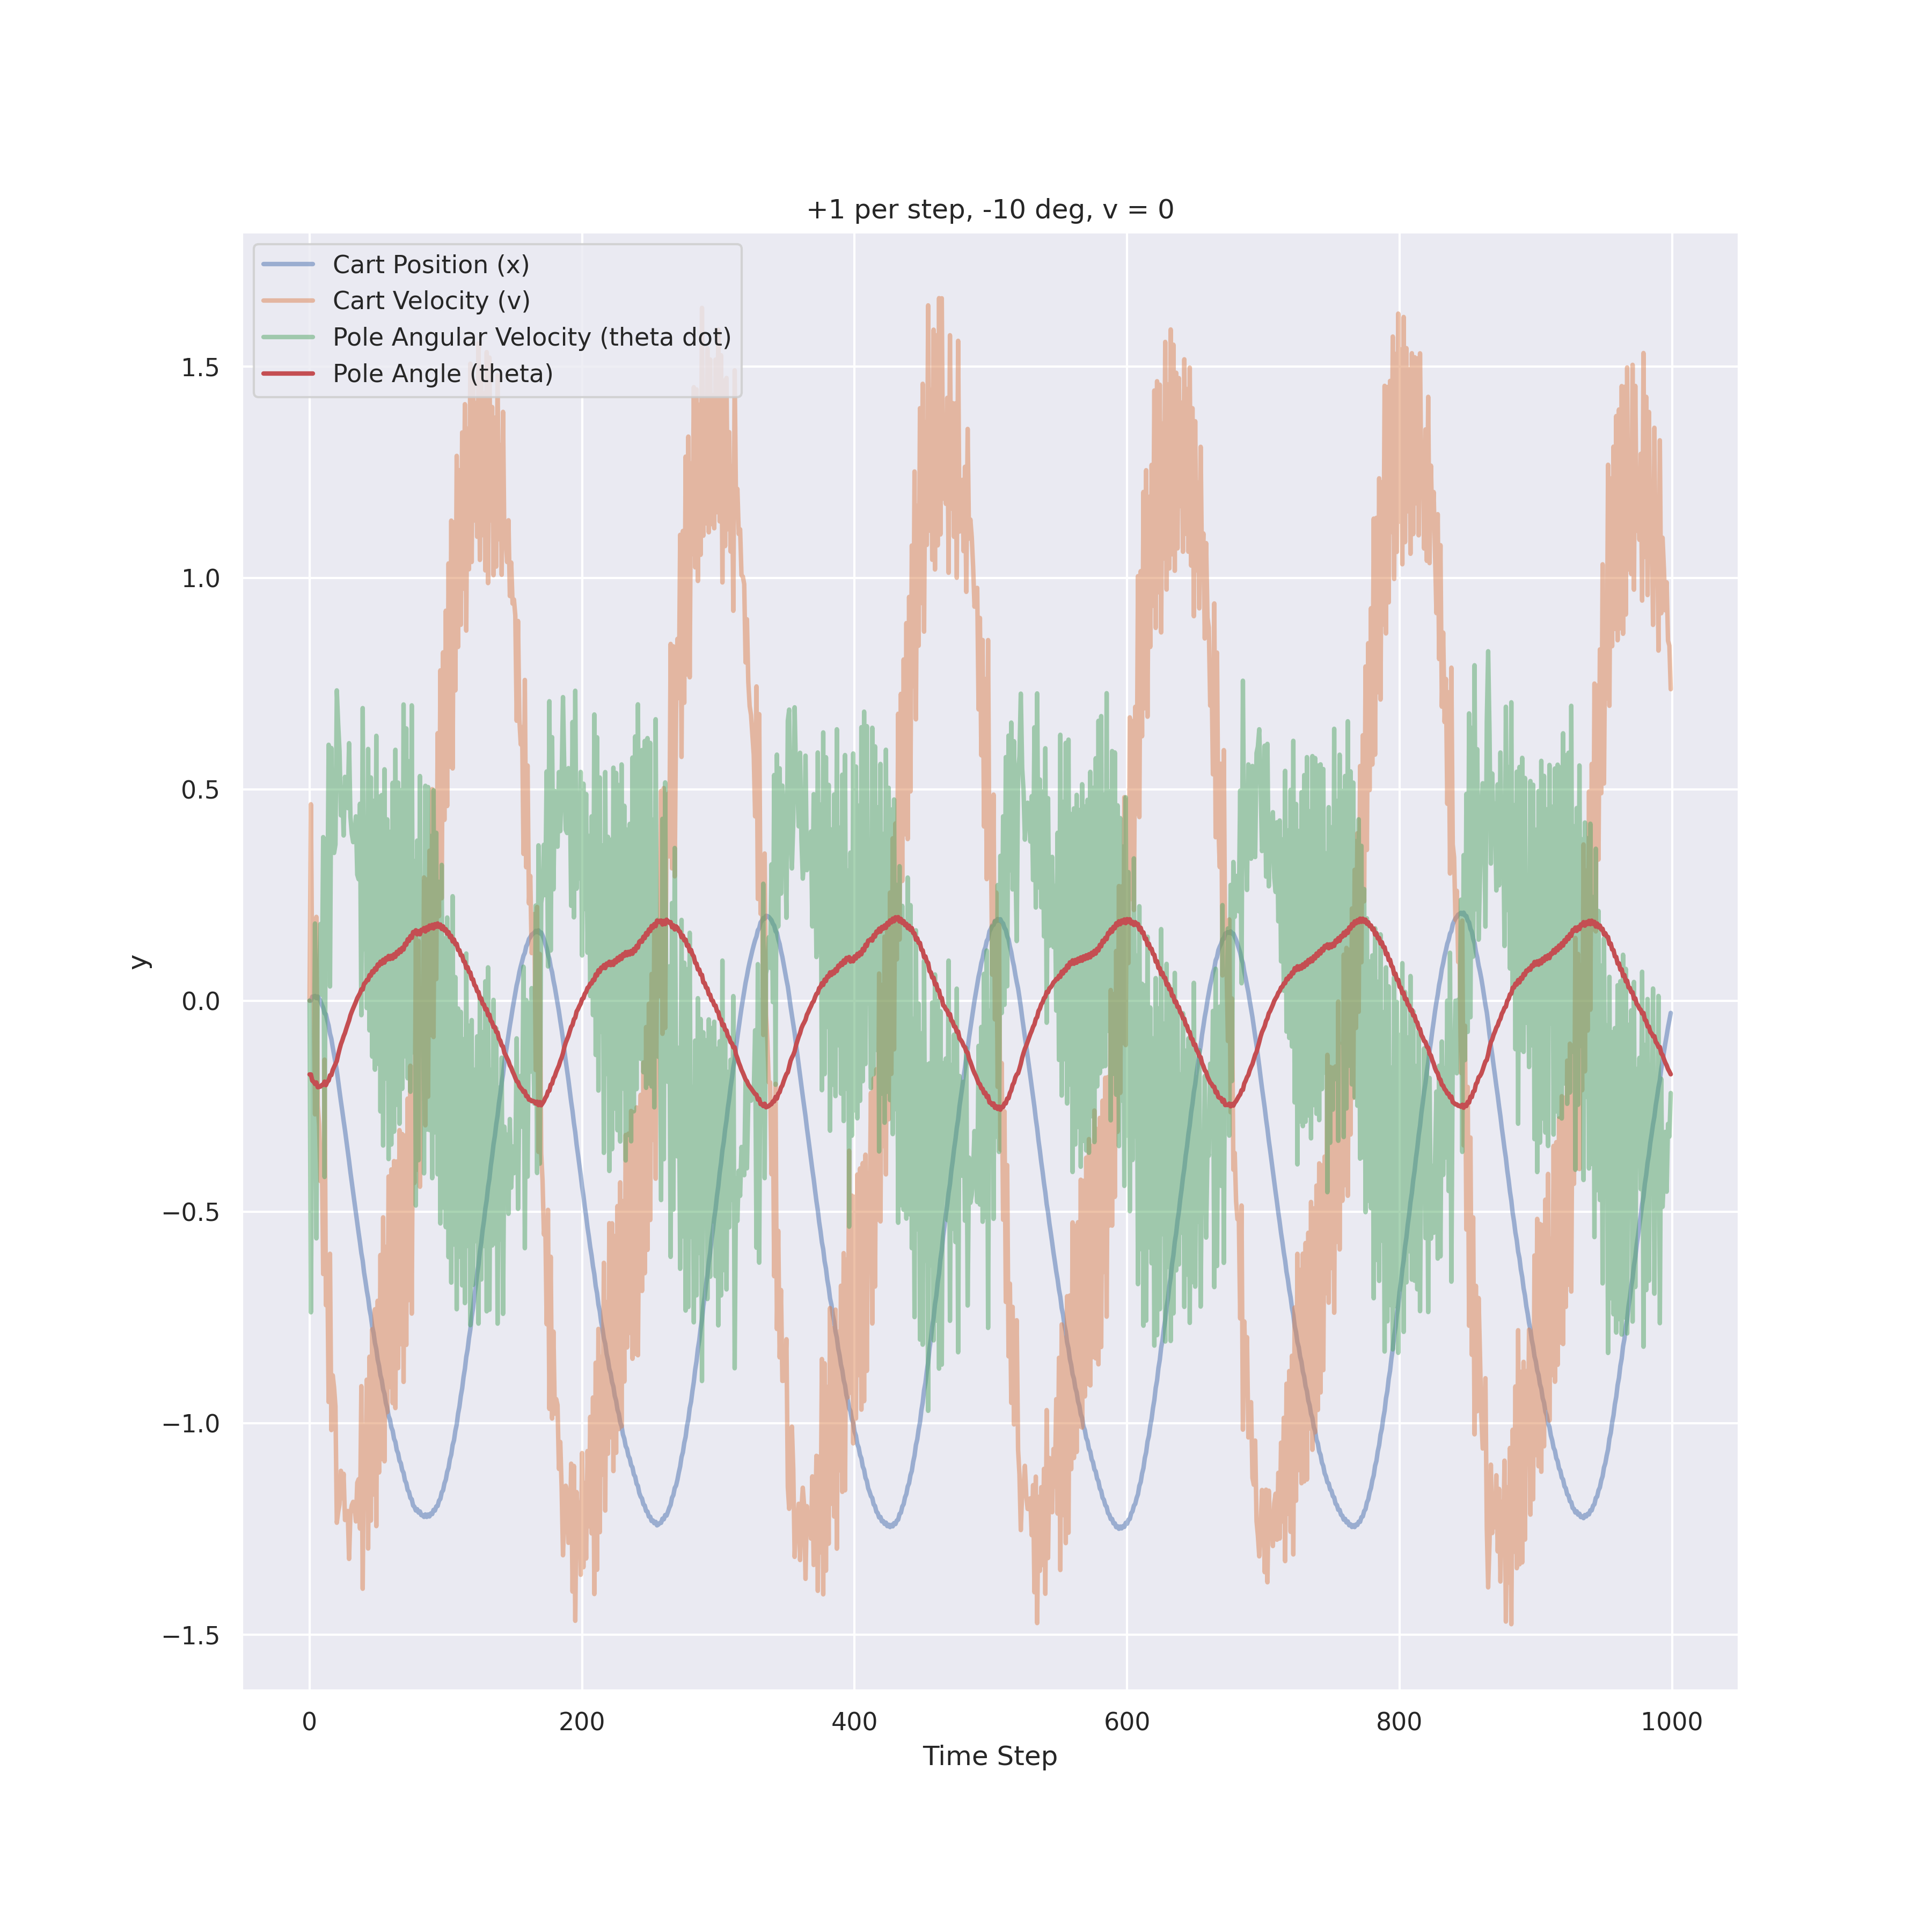 +1 per step, -10 deg, v = 0
Cart Position (x)
Cart Velocity (v)
Pole Angular Velocity (theta dot)
Pole Angle (theta)
1.5
1.0
0.5
0.0
−0.5
−1.0
−1.5
y
0 200 400 600 800 1000
Time Step